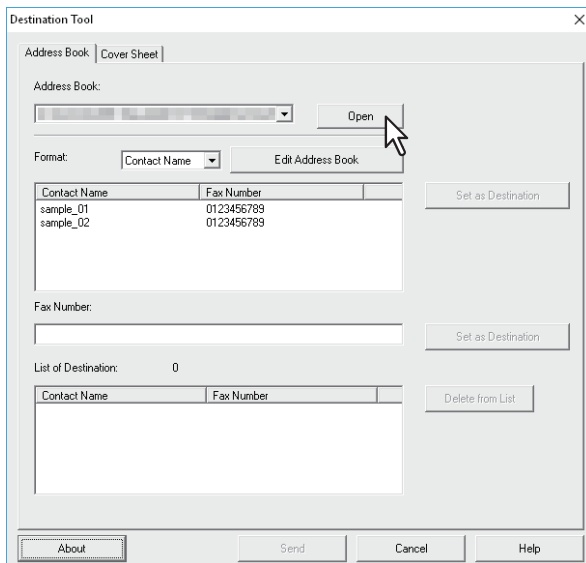 Destination Tool
Address Book Cover Sheet
Address Book:
Open
Format: Contact Name Edit Address Book
Contact Name Fax Number
sample_01 0123456789
sample_02 0123456789
Set as Destination
Fax Number:
Set as Destination
List of Destination: 0
Contact Name Fax Number
Delete from List
About Send Cancel Help